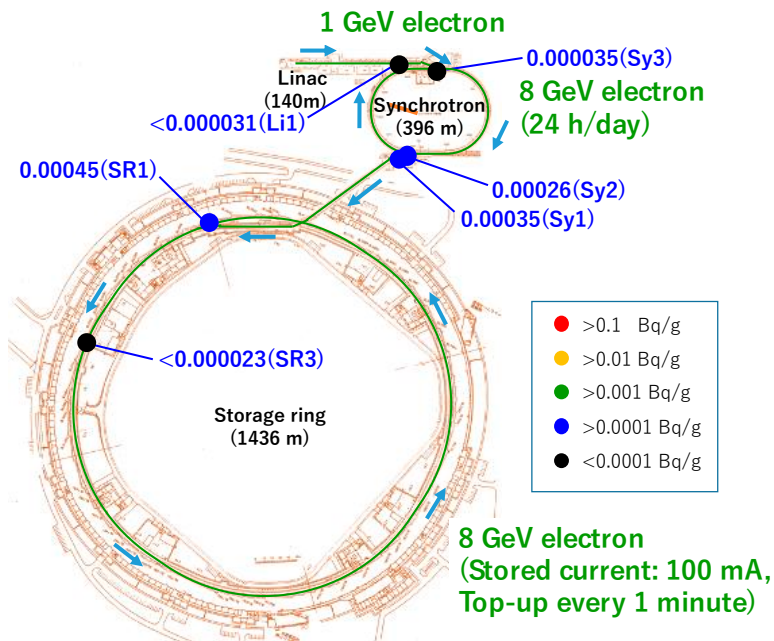 1 GeV electron
0.000035(Sy3)
Linac
(140m)
Synchrotron
(396 m)
8 GeV electron
(24 h/day)
<0.000031(Li1)
0.00045(SR1)
0.00026(Sy2)
0.00035(Sy1)
<0.000023(SR3)
>0.1 Bq/g
>0.01 Bq/g
>0.001 Bq/g
>0.0001 Bq/g
<0.0001 Bq/g
Storage ring
(1436 m)
8 GeV electron
(Stored current: 100 mA,
Top-up every 1 minute)